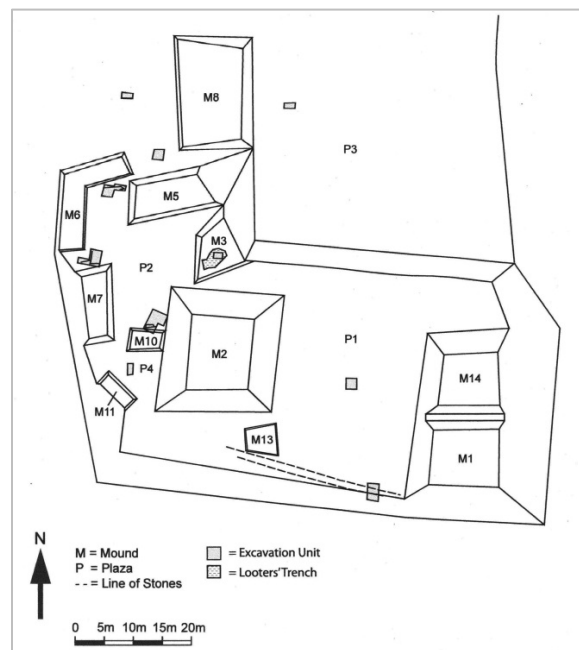 M8
P3
M5
M6
M3
P2
M7
M10
M2
P1
P4
M14
M11
M13
M1
N
M = Mound
P = Plaza
--- = Line of Stones
= Excavation Unit
= Looters' Trench
0 5m 10m 15m 20m